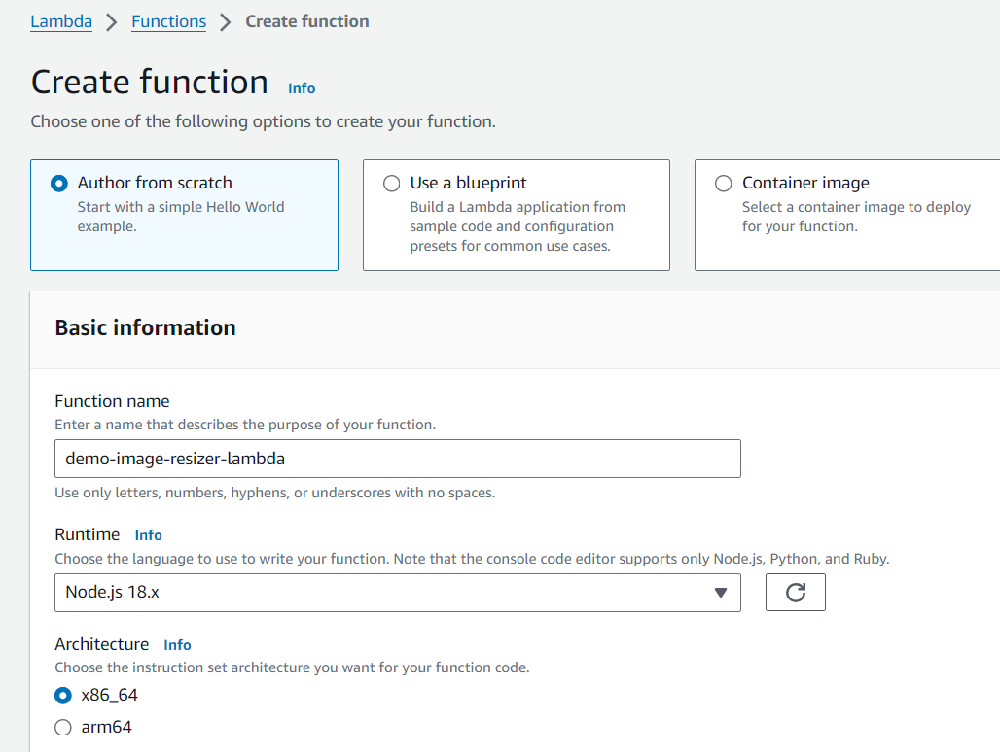 Lambda > Functions > Create function
Create function Info
Choose one of the following options to create your function.
Author from scratch
Start with a simple Hello World
example.
Use a blueprint
Build a Lambda application from
sample code and configuration
presets for common use cases.
Container image
Select a container image to deploy
for your function.
Basic information
Function name
Enter a name that describes the purpose of your function.
demo-image-resizer-lambda
Use only letters, numbers, hyphens, or underscores with no spaces.
Runtime Info
Choose the language to use to write your function. Note that the console code editor supports only Node.js, Python, and Ruby.
Node.js 18.x
Architecture Info
Choose the instruction set architecture you want for your function code.
x86_64
arm64